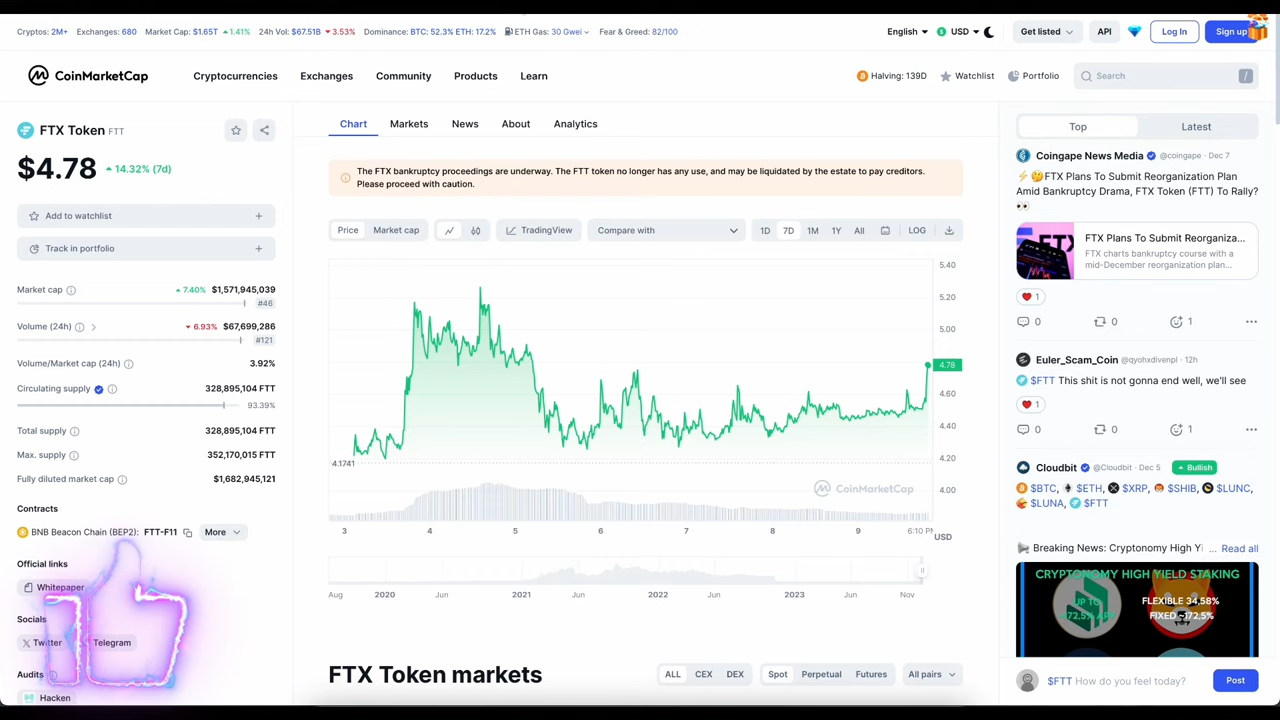 Cryptos: 2M+ Exchanges: 680 Market Cap: $1.65T 1.41% 24h Vol: $67.51B 3.53% Dominance: BTC: 52.3% ETH: 17.2% ETH Gas: 30 Gwei Fear & Greed: 82/100 English USD Get listed API Log In Sign up
CoinMarketCap Cryptocurrencies Exchanges Community Products Learn Halving: 139D Watchlist Portfolio Search /
FTX Token FTT
$4.78 14.32% (7d)
Add to watchlist +
Track in portfolio +
Market cap 7.40% $1,571,945,039
#46
Volume (24h) 6.93% $67,699,286
#121
Volume/Market cap (24h) 3.92%
Circulating supply 328,895,104 FTT
93.39%
Total supply 328,895,104 FTT
Max. supply 352,170,015 FTT
Fully diluted market cap $1,682,945,121
Contracts
BNB Beacon Chain (BEP2): FTT-F11 More
Official links
Whitepaper
Socials
Twitter Telegram
Audits
Hacken
Chart Markets News About Analytics
The FTX bankruptcy proceedings are underway. The FTT token no longer has any use, and may be liquidated by the estate to pay creditors.
Please proceed with caution.
Price Market cap TradingView Compare with 1D 7D 1M 1Y All LOG
5.40
5.20
5.00
4.78
4.60
4.40
4.20
4.00
4.1741
CoinMarketCap
3 4 5 6 7 8 9 6:10 PM
USD
Aug 2020 Jun 2021 Jun 2022 Jun 2023 Jun Nov
FTX Token markets
ALL CEX DEX Spot Perpetual Futures All pairs
Top Latest
Coingape News Media @coingape · Dec 7
FTX Plans To Submit Reorganization Plan
Amid Bankruptcy Drama, FTX Token (FTT) To Rally?
FTX Plans To Submit Reorganiza...
FTX charts bankruptcy course with a
mid-December reorganization plan...
1
0 0 1
Euler_Scam_Coin @qyohxdivenpl · 12h
$FTT This shit is not gonna end well, we'll see
1
0 0 1
Cloudbit @Cloudbit · Dec 5 Bullish
$BTC, $ETH, $XRP, $SHIB, $LUNC,
$LUNA, $FTT
Breaking News: Cryptonomy High Yi ... Read all
CRYPTONOMY HIGH YIELD STAKING
UP TO
FLEXIBLE 34,58%
FIXED ~172,5%
$FTT How do you feel today? Post